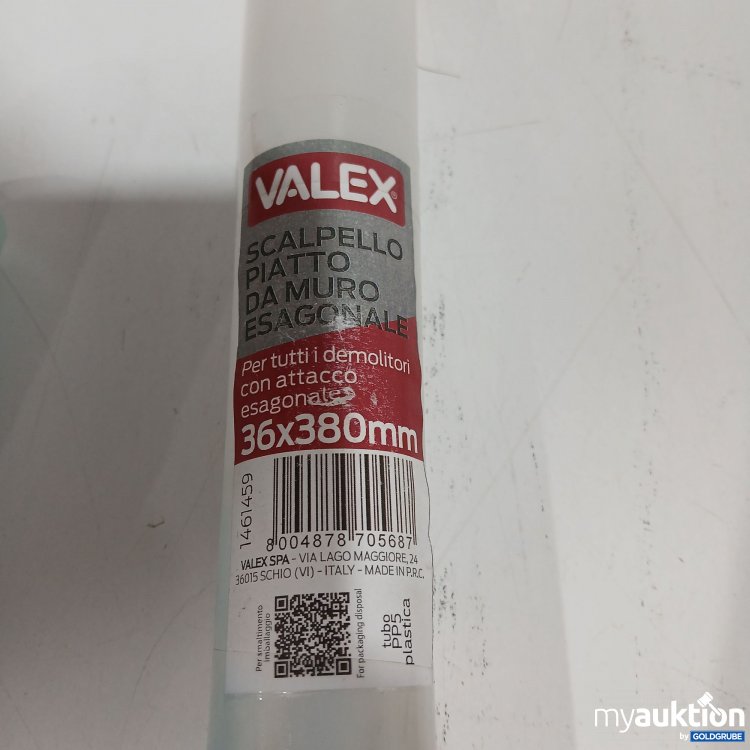 VALEX®
SCALPELLO
PIATTO
DA MURO
ESAGONALE
Per tutti i demolitori
con attacco
esagonale
36x380mm
1461459
8 004878 705687
VALEX SPA - VIA LAGO MAGGIORE, 24
36015 SCHIO (VI) - ITALY - MADE IN P.R.C.
Per smaltimento
imballaggio
For packaging disposal
tubo
PP5
plastica
myauktion
by GOLDGRUBE